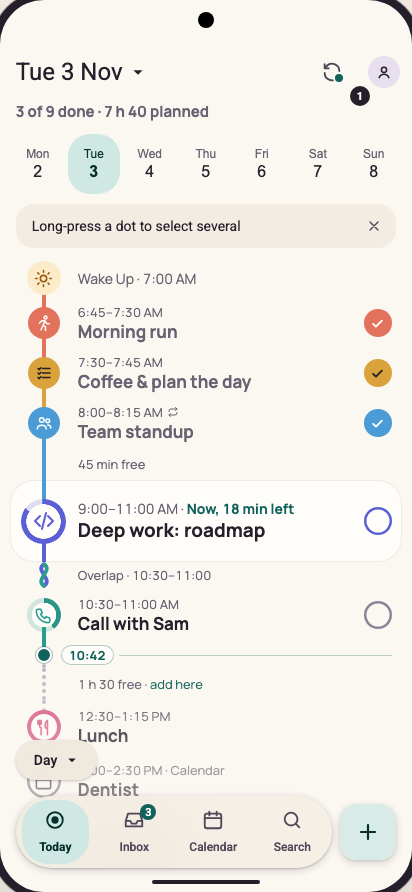 Tue 3 Nov
1
3 of 9 done · 7 h 40 planned
Mon Tue Wed Thu Fri Sat Sun
2 3 4 5 6 7 8
Long-press a dot to select several
Wake Up · 7:00 AM
6:45–7:30 AM
Morning run
7:30–7:45 AM
Coffee & plan the day
8:00–8:15 AM
Team standup
45 min free
9:00–11:00 AM · Now, 18 min left
Deep work: roadmap
Overlap · 10:30–11:00
10:30–11:00 AM
Call with Sam
10:42
1 h 30 free · add here
12:30–1:15 PM
Lunch
Day
00–2:30 PM · Calendar
Dentist
3
Today Inbox Calendar Search